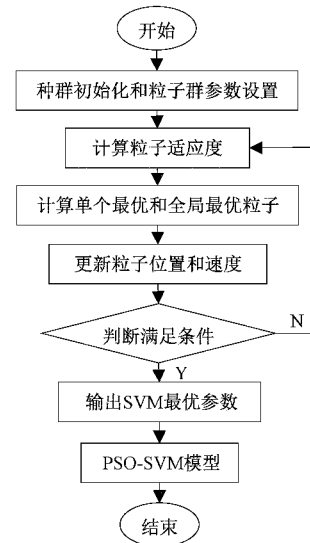 开始
种群初始化和粒子群参数设置
计算粒子适应度
计算单个最优和全局最优粒子
更新粒子位置和速度
判断满足条件
N
Y
输出SVM最优参数
PSO-SVM模型
结束